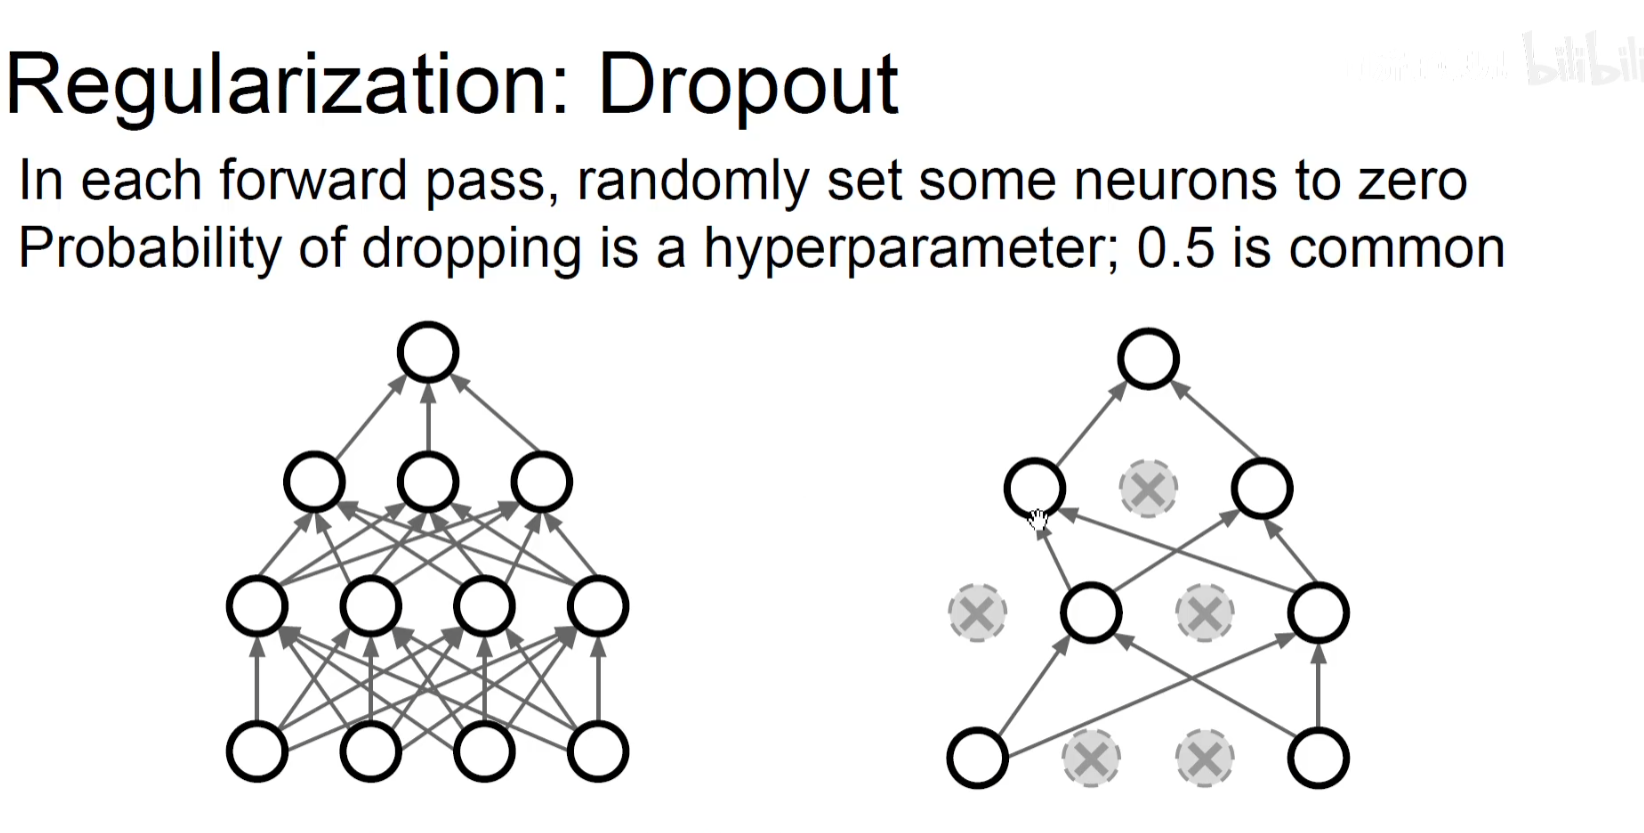 Regularization: Dropout
bilibili
In each forward pass, randomly set some neurons to zero
Probability of dropping is a hyperparameter; 0.5 is common